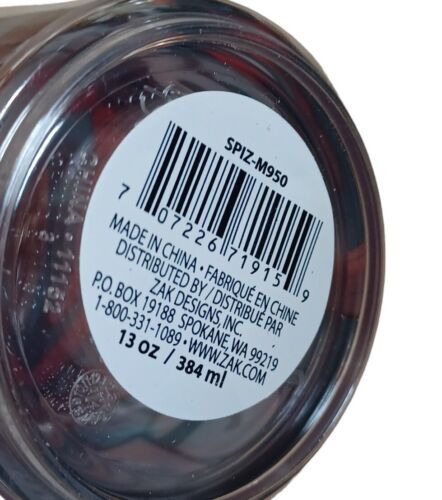 SPIZ-M950
7 07226 71915 9
MADE IN CHINA • FABRIQUÉ EN CHINE
DISTRIBUTED BY / DISTRIBUÉ PAR
ZAK DESIGNS, INC.
P.O. BOX 19188 SPOKANE, WA 99219
1-800-331-1089 • WWW.ZAK.COM
13 OZ / 384 ml
CHINA